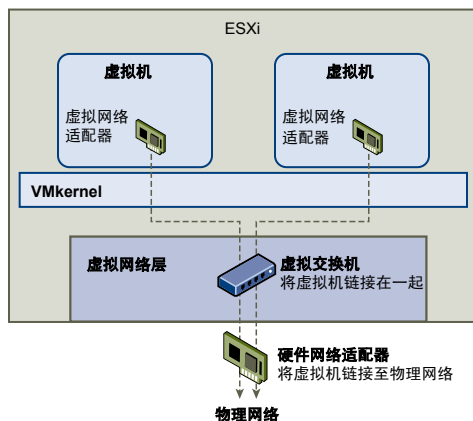 ESXi
虚拟机
虚拟机
虚拟网络
适配器
虚拟网络
适配器
VMkernel
虚拟网络层
虚拟交换机
将虚拟机链接在一起
硬件网络适配器
将虚拟机链接至物理网络
物理网络